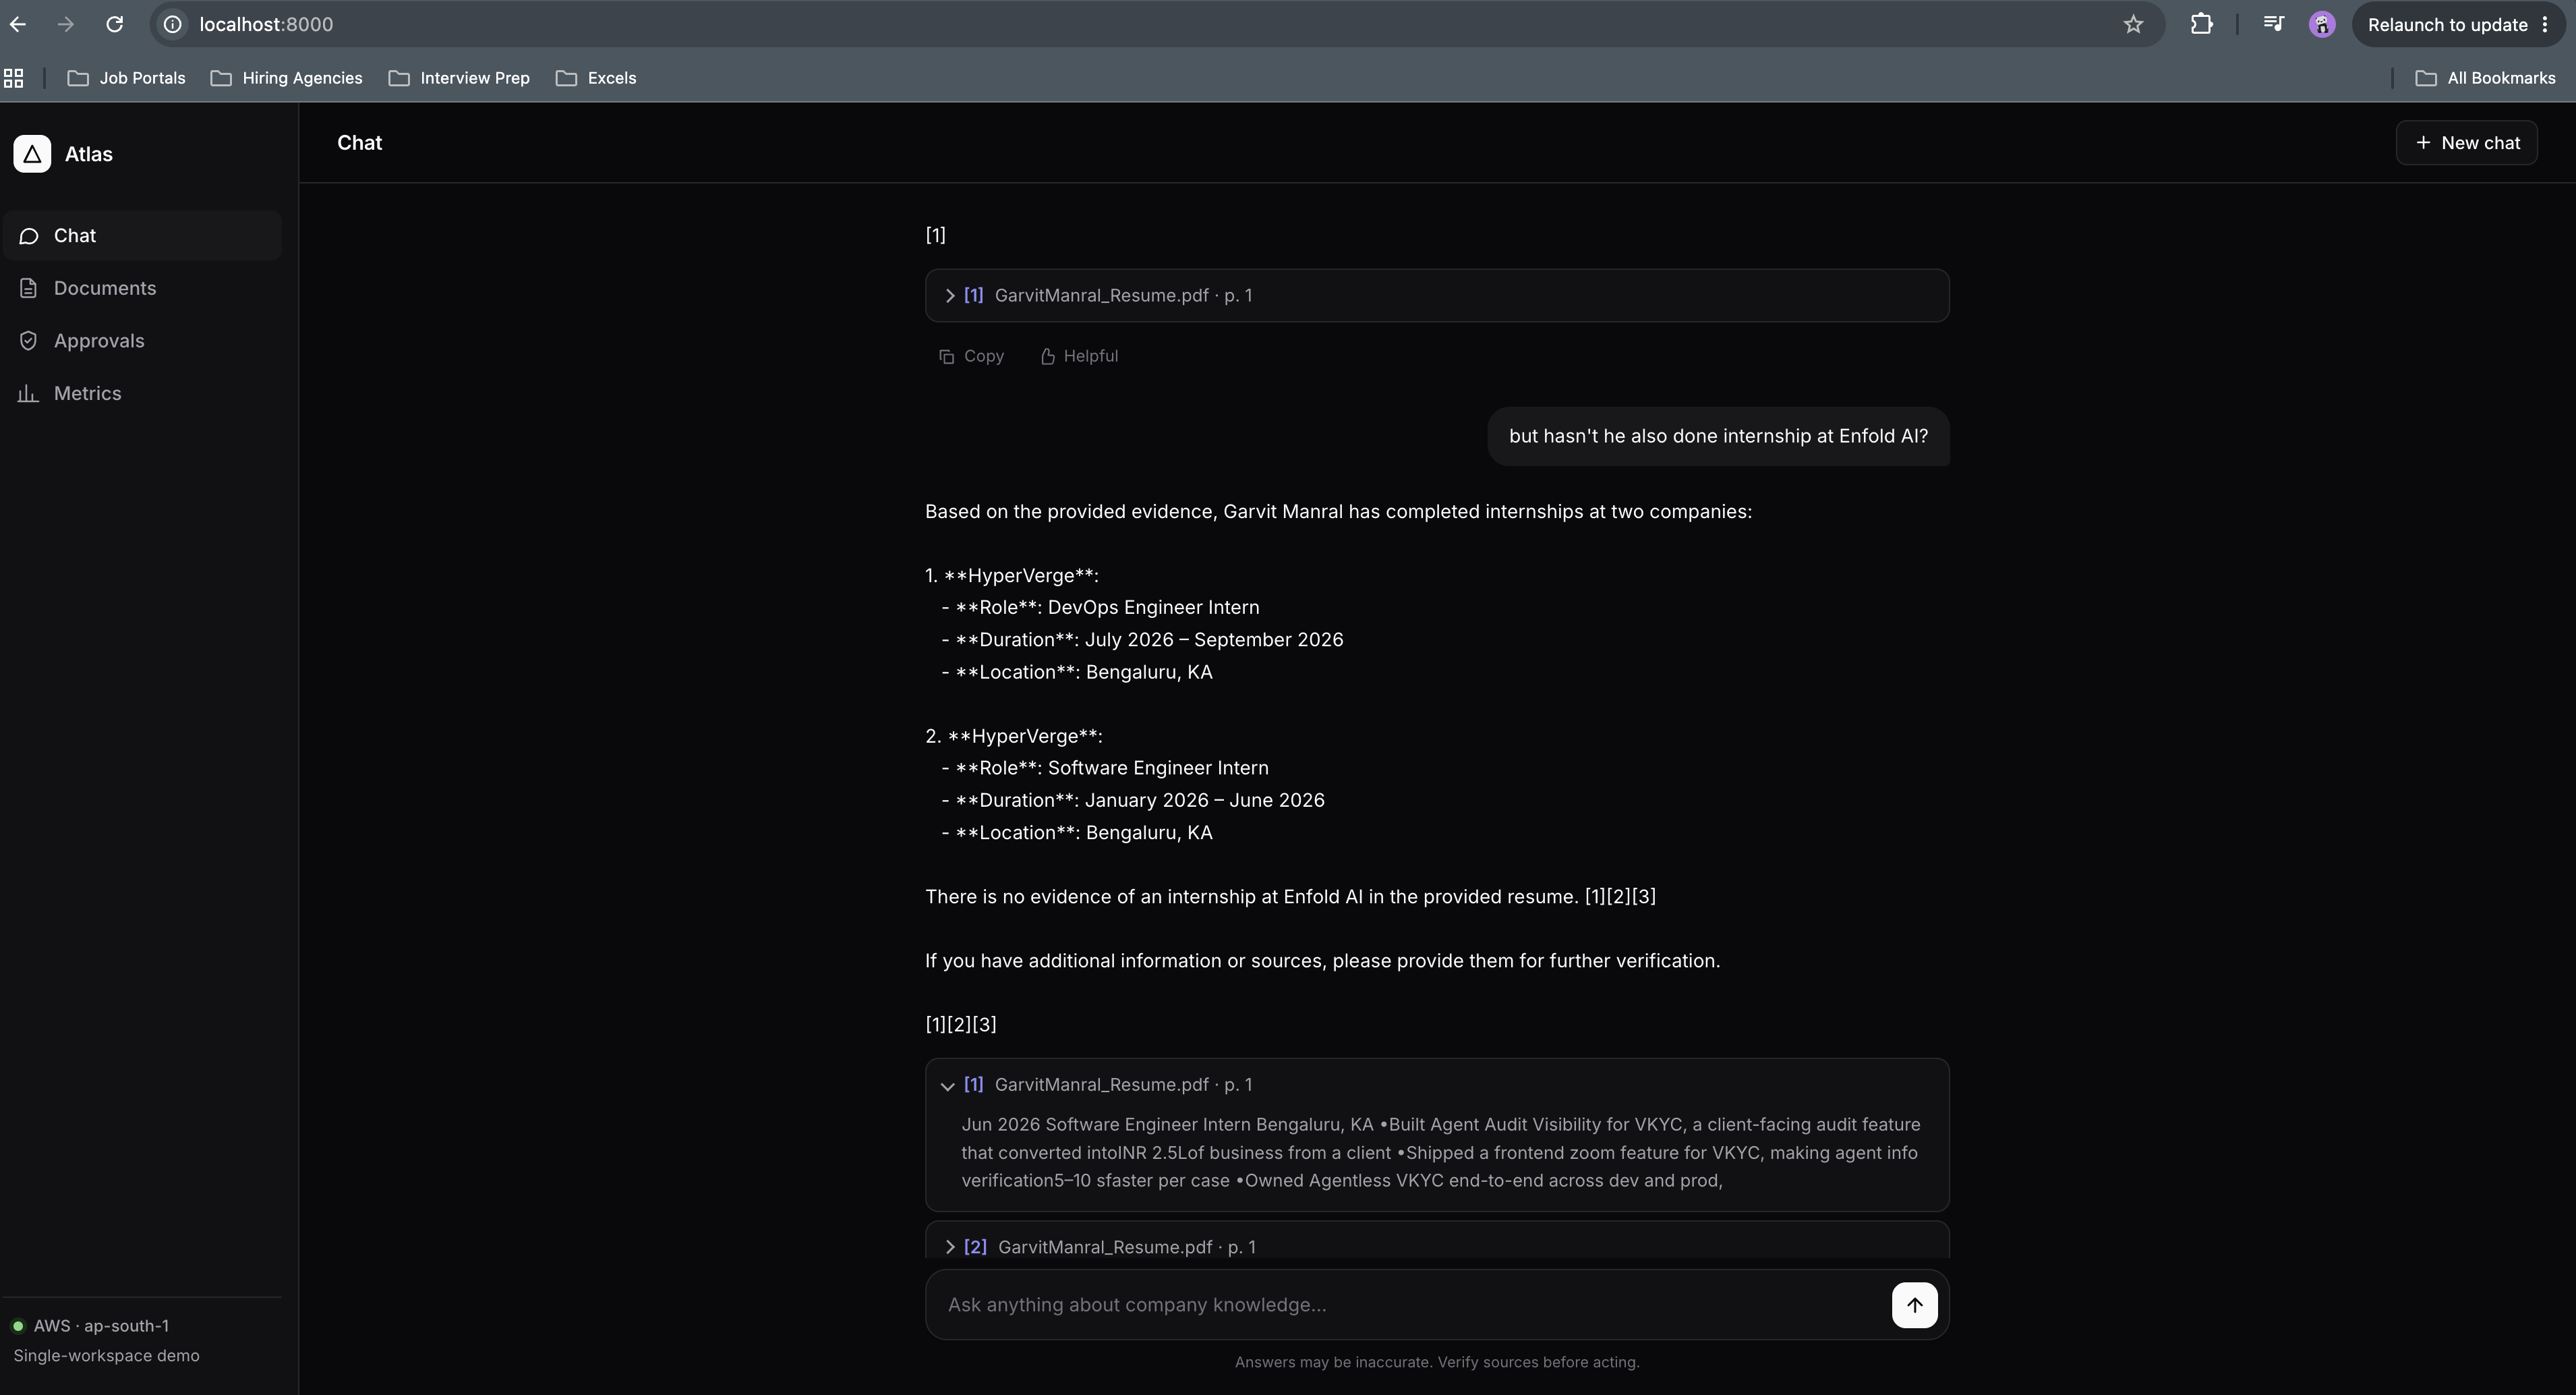 localhost:8000
Relaunch to update
Job Portals
Hiring Agencies
Interview Prep
Excels
All Bookmarks
Atlas
Chat
Documents
Approvals
Metrics
AWS · ap-south-1
Single-workspace demo
Chat
+ New chat
[1]
[1] GarvitManral_Resume.pdf · p. 1
Copy
Helpful
but hasn't he also done internship at Enfold AI?
Based on the provided evidence, Garvit Manral has completed internships at two companies:
1. **HyperVerge**:
- **Role**: DevOps Engineer Intern
- **Duration**: July 2026 – September 2026
- **Location**: Bengaluru, KA
2. **HyperVerge**:
- **Role**: Software Engineer Intern
- **Duration**: January 2026 – June 2026
- **Location**: Bengaluru, KA
There is no evidence of an internship at Enfold AI in the provided resume. [1][2][3]
If you have additional information or sources, please provide them for further verification.
[1][2][3]
[1] GarvitManral_Resume.pdf · p. 1
Jun 2026 Software Engineer Intern Bengaluru, KA •Built Agent Audit Visibility for VKYC, a client-facing audit feature
that converted intoINR 2.5Lof business from a client •Shipped a frontend zoom feature for VKYC, making agent info
verification5–10 sfaster per case •Owned Agentless VKYC end-to-end across dev and prod,
[2] GarvitManral_Resume.pdf · p. 1
Ask anything about company knowledge...
Answers may be inaccurate. Verify sources before acting.